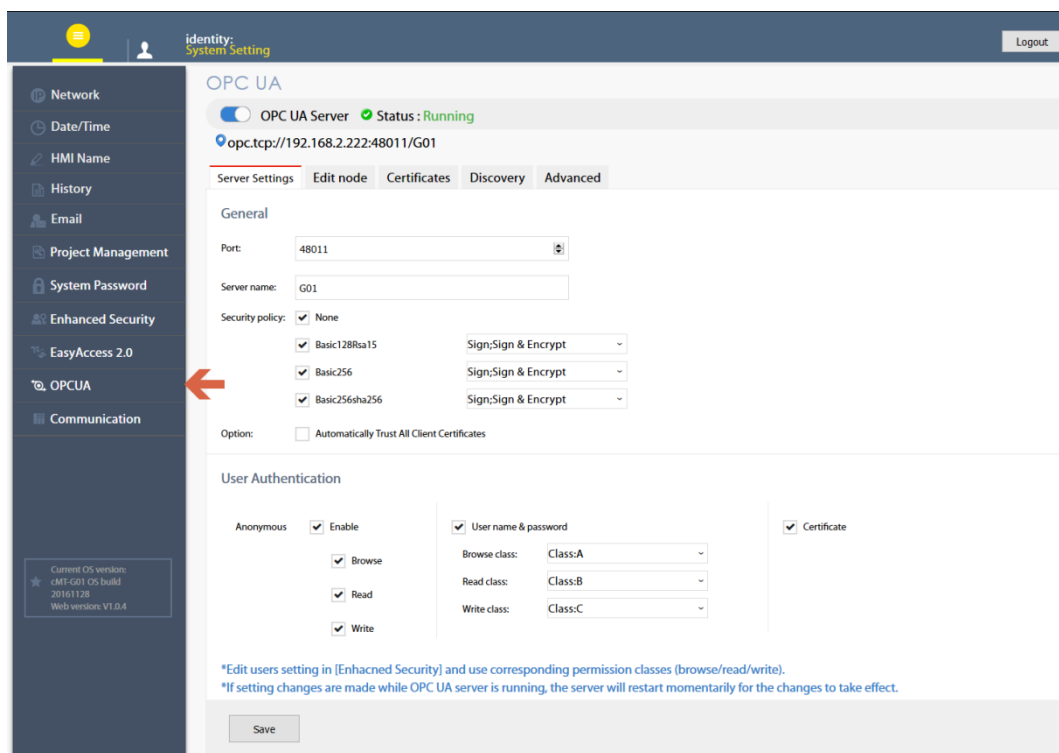 identity:
System Setting
Logout
Network
Date/Time
HMI Name
History
Email
Project Management
System Password
Enhanced Security
EasyAccess 2.0
OPCUA
Communication
Current OS version:
cMT-G01 OS build
20161128
Web version: V1.0.4
OPC UA
OPC UA Server Status : Running
opc.tcp://192.168.2.222:48011/G01
Server Settings Edit node Certificates Discovery Advanced
General
Port: 48011
Server name: G01
Security policy: None
Basic128Rsa15 Sign;Sign & Encrypt
Basic256 Sign;Sign & Encrypt
Basic256sha256 Sign;Sign & Encrypt
Option: Automatically Trust All Client Certificates
User Authentication
Anonymous Enable User name & password Certificate
Browse Browse class: Class:A
Read Read class: Class:B
Write Write class: Class:C
*Edit users setting in [Enhacned Security] and use corresponding permission classes (browse/read/write).
*If setting changes are made while OPC UA server is running, the server will restart momentarily for the changes to take effect.
Save